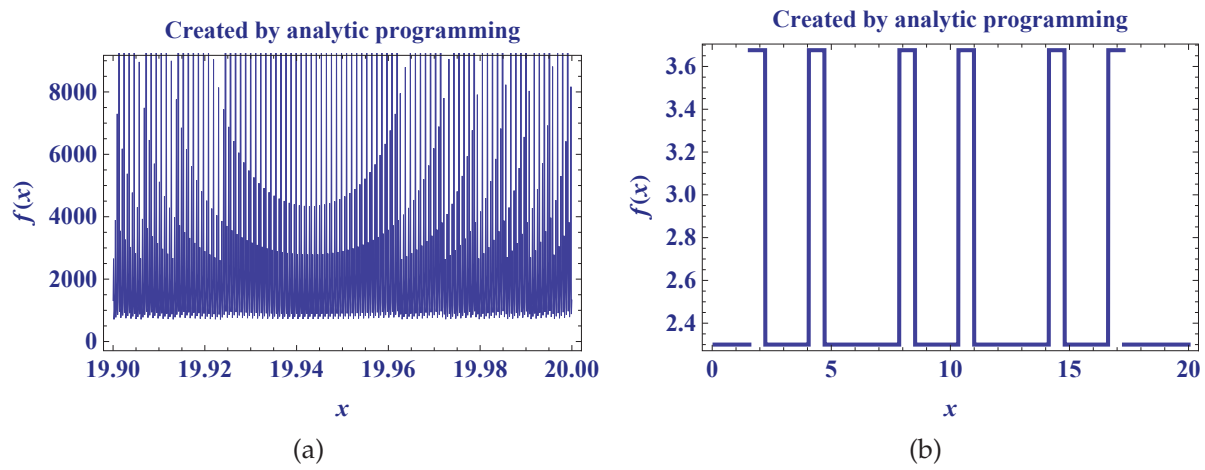 Created by analytic programming
f(x)
8000
6000
4000
2000
0
19.90 19.92 19.94 19.96 19.98 20.00
x
(a)
Created by analytic programming
f(x)
3.6
3.4
3.2
3.0
2.8
2.6
2.4
0 5 10 15 20
x
(b)